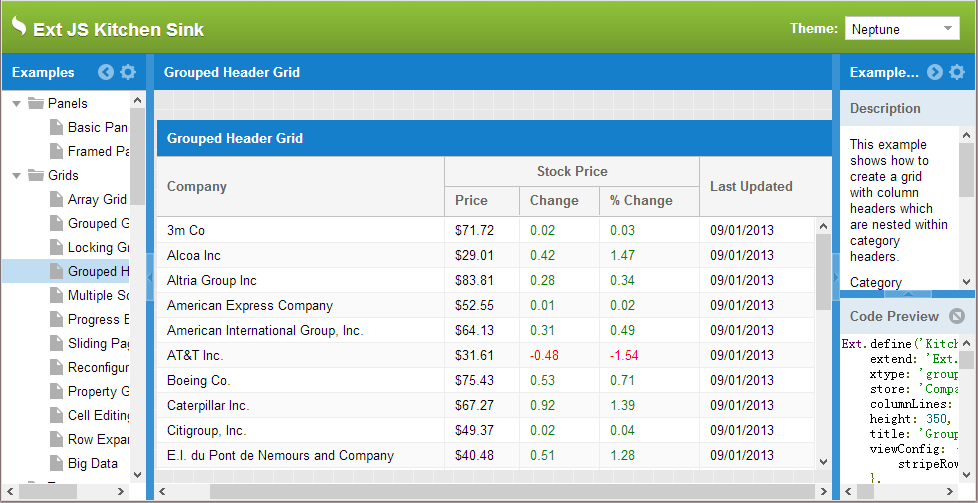 Ext JS Kitchen Sink
Theme: Neptune
Examples
Panels
Basic Pan
Framed Pa
Grids
Array Grid
Grouped G
Locking Gr
Grouped H
Multiple So
Progress B
Sliding Pag
Reconfigur
Property G
Cell Editing
Row Expa
Big Data
Grouped Header Grid
Grouped Header Grid
Company Stock Price Last Updated
Price Change % Change
3m Co $71.72 0.02 0.03 09/01/2013
Alcoa Inc $29.01 0.42 1.47 09/01/2013
Altria Group Inc $83.81 0.28 0.34 09/01/2013
American Express Company $52.55 0.01 0.02 09/01/2013
American International Group, Inc. $64.13 0.31 0.49 09/01/2013
AT&T Inc. $31.61 -0.48 -1.54 09/01/2013
Boeing Co. $75.43 0.53 0.71 09/01/2013
Caterpillar Inc. $67.27 0.92 1.39 09/01/2013
Citigroup, Inc. $49.37 0.02 0.04 09/01/2013
E.I. du Pont de Nemours and Company $40.48 0.51 1.28 09/01/2013
Example...
Description
This example
shows how to
create a grid
with column
headers which
are nested within
category
headers.
Category
Code Preview
Ext.define('Kitch
extend: 'Ext.
xtype: 'group
store: 'Compa
columnLines:
height: 350,
title: 'Group
viewConfig: {
stripeRow
},